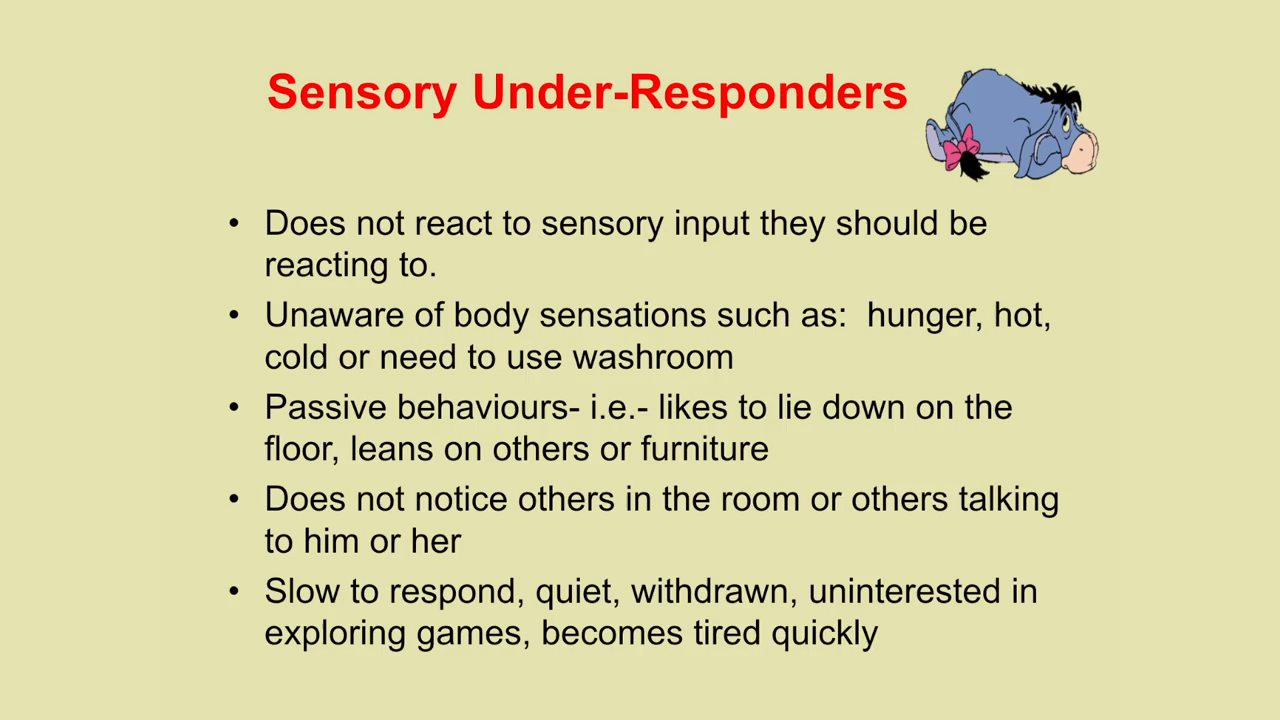 Sensory Under-Responders
• Does not react to sensory input they should be
reacting to.
• Unaware of body sensations such as:  hunger, hot,
cold or need to use washroom
• Passive behaviours- i.e.- likes to lie down on the
floor, leans on others or furniture
• Does not notice others in the room or others talking
to him or her
• Slow to respond, quiet, withdrawn, uninterested in
exploring games, becomes tired quickly